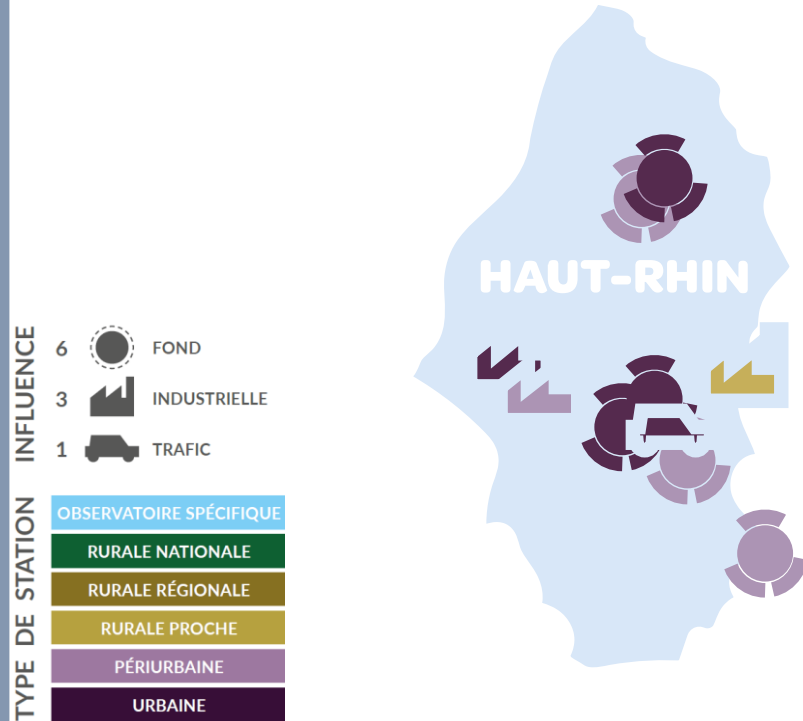 HAUT-RHIN
INFLUENCE
6 FOND
3 INDUSTRIELLE
1 TRAFIC
TYPE DE STATION
OBSERVATOIRE SPÉCIFIQUE
RURALE NATIONALE
RURALE RÉGIONALE
RURALE PROCHE
PÉRIURBAINE
URBAINE